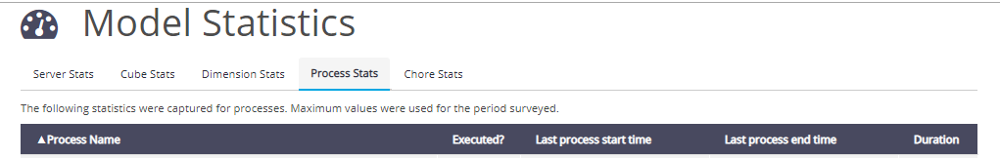 Model Statistics
Server Stats Cube Stats Dimension Stats Process Stats Chore Stats
The following statistics were captured for processes. Maximum values were used for the period surveyed.
▲Process Name Executed? Last process start time Last process end time Duration